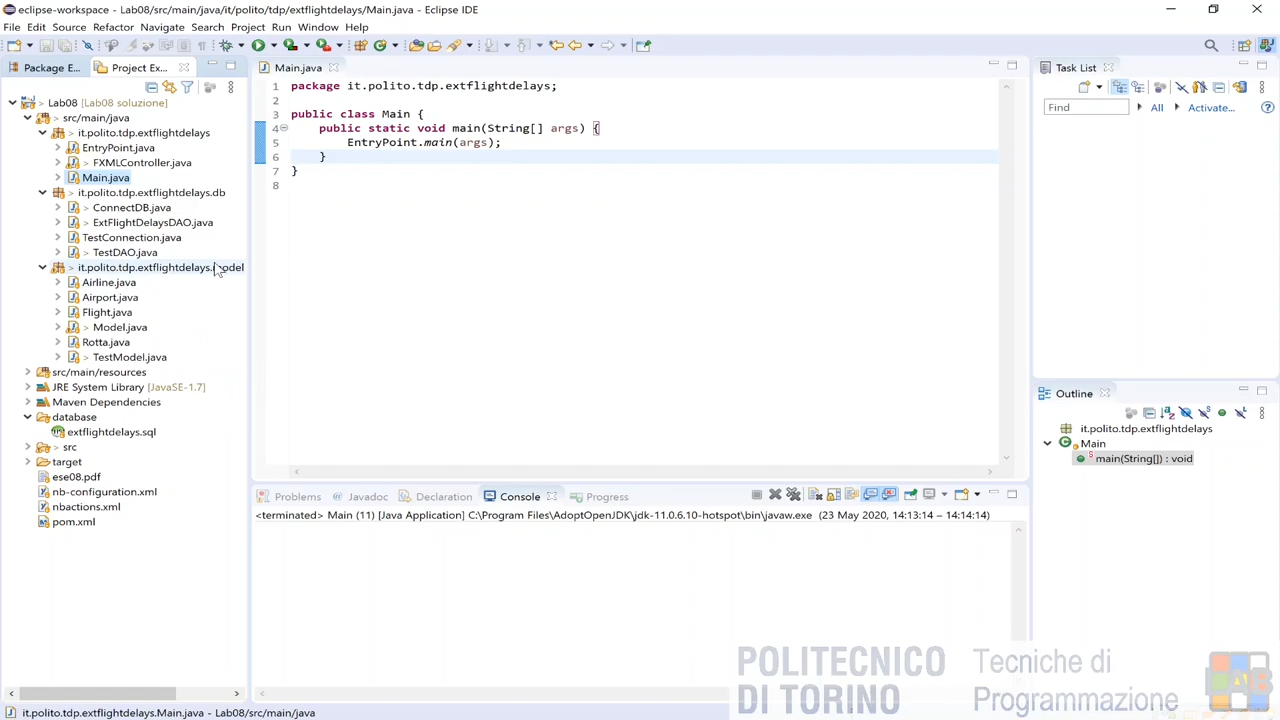 eclipse-workspace - Lab08/src/main/java/it/polito/tdp/extflightdelays/Main.java - Eclipse IDE
File Edit Source Refactor Navigate Search Project Run Window Help
Package E... Project Ex...
Main.java
Task List
Lab08 [Lab08 soluzione]
src/main/java
it.polito.tdp.extflightdelays
EntryPoint.java
> FXMLController.java
Main.java
> it.polito.tdp.extflightdelays.db
> ConnectDB.java
> ExtFlightDelaysDAO.java
TestConnection.java
> TestDAO.java
> it.polito.tdp.extflightdelays.model
Airline.java
Airport.java
Flight.java
> Model.java
Rotta.java
> TestModel.java
src/main/resources
JRE System Library [JavaSE-1.7]
Maven Dependencies
database
extflightdelays.sql
> src
target
ese08.pdf
nb-configuration.xml
nbactions.xml
pom.xml
1 package it.polito.tdp.extflightdelays;
2
3 public class Main {
4 public static void main(String[] args) {
5 EntryPoint.main(args);
6 }
7 }
8
Find All Activate...
Outline
it.polito.tdp.extflightdelays
Main
main(String[]) : void
Problems Javadoc Declaration Console Progress
<terminated> Main (11) [Java Application] C:\Program Files\AdoptOpenJDK\jdk-11.0.6.10-hotspot\bin\javaw.exe (23 May 2020, 14:13:14 – 14:14:14)
POLITECNICO
DI TORINO
Tecniche di
Programmazione
it.polito.tdp.extflightdelays.Main.java - Lab08/src/main/java